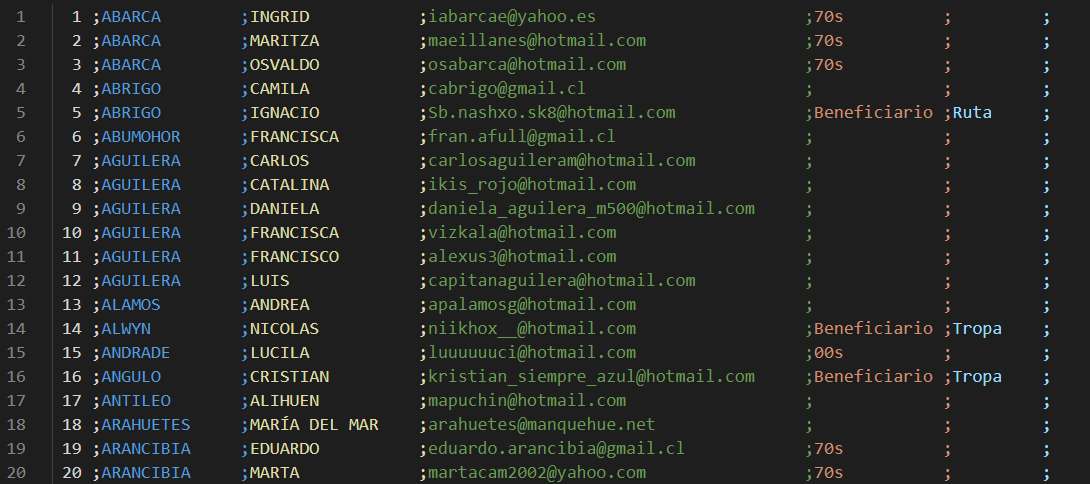 1 1 ;ABARCA ;INGRID ;iabarcae@yahoo.es ;70s ; ;
2 2 ;ABARCA ;MARITZA ;maeillanes@hotmail.com ;70s ; ;
3 3 ;ABARCA ;OSVALDO ;osabarca@hotmail.com ;70s ; ;
4 4 ;ABRIGO ;CAMILA ;cabrigo@gmail.cl ; ; ;
5 5 ;ABRIGO ;IGNACIO ;Sb.nashxo.sk8@hotmail.com ;Beneficiario ;Ruta ;
6 6 ;ABUMOHOR ;FRANCISCA ;fran.afull@gmail.cl ; ; ;
7 7 ;AGUILERA ;CARLOS ;carlosaguileram@hotmail.com ; ; ;
8 8 ;AGUILERA ;CATALINA ;ikis_rojo@hotmail.com ; ; ;
9 9 ;AGUILERA ;DANIELA ;daniela_aguilera_m500@hotmail.com ; ; ;
10 10 ;AGUILERA ;FRANCISCA ;vizkala@hotmail.com ; ; ;
11 11 ;AGUILERA ;FRANCISCO ;alexus3@hotmail.com ; ; ;
12 12 ;AGUILERA ;LUIS ;capitanaguilera@hotmail.com ; ; ;
13 13 ;ALAMOS ;ANDREA ;apalamosg@hotmail.com ; ; ;
14 14 ;ALWYN ;NICOLAS ;niikhox__@hotmail.com ;Beneficiario ;Tropa ;
15 15 ;ANDRADE ;LUCILA ;luuuuuuci@hotmail.com ;00s ; ;
16 16 ;ANGULO ;CRISTIAN ;kristian_siempre_azul@hotmail.com ;Beneficiario ;Tropa ;
17 17 ;ANTILEO ;ALIHUEN ;mapuchin@hotmail.com ; ; ;
18 18 ;ARAHUETES ;MARÍA DEL MAR ;arahuetes@manquehue.net ; ; ;
19 19 ;ARANCIBIA ;EDUARDO ;eduardo.arancibia@gmail.cl ;70s ; ;
20 20 ;ARANCIBIA ;MARTA ;martacam2002@yahoo.com ;70s ; ;